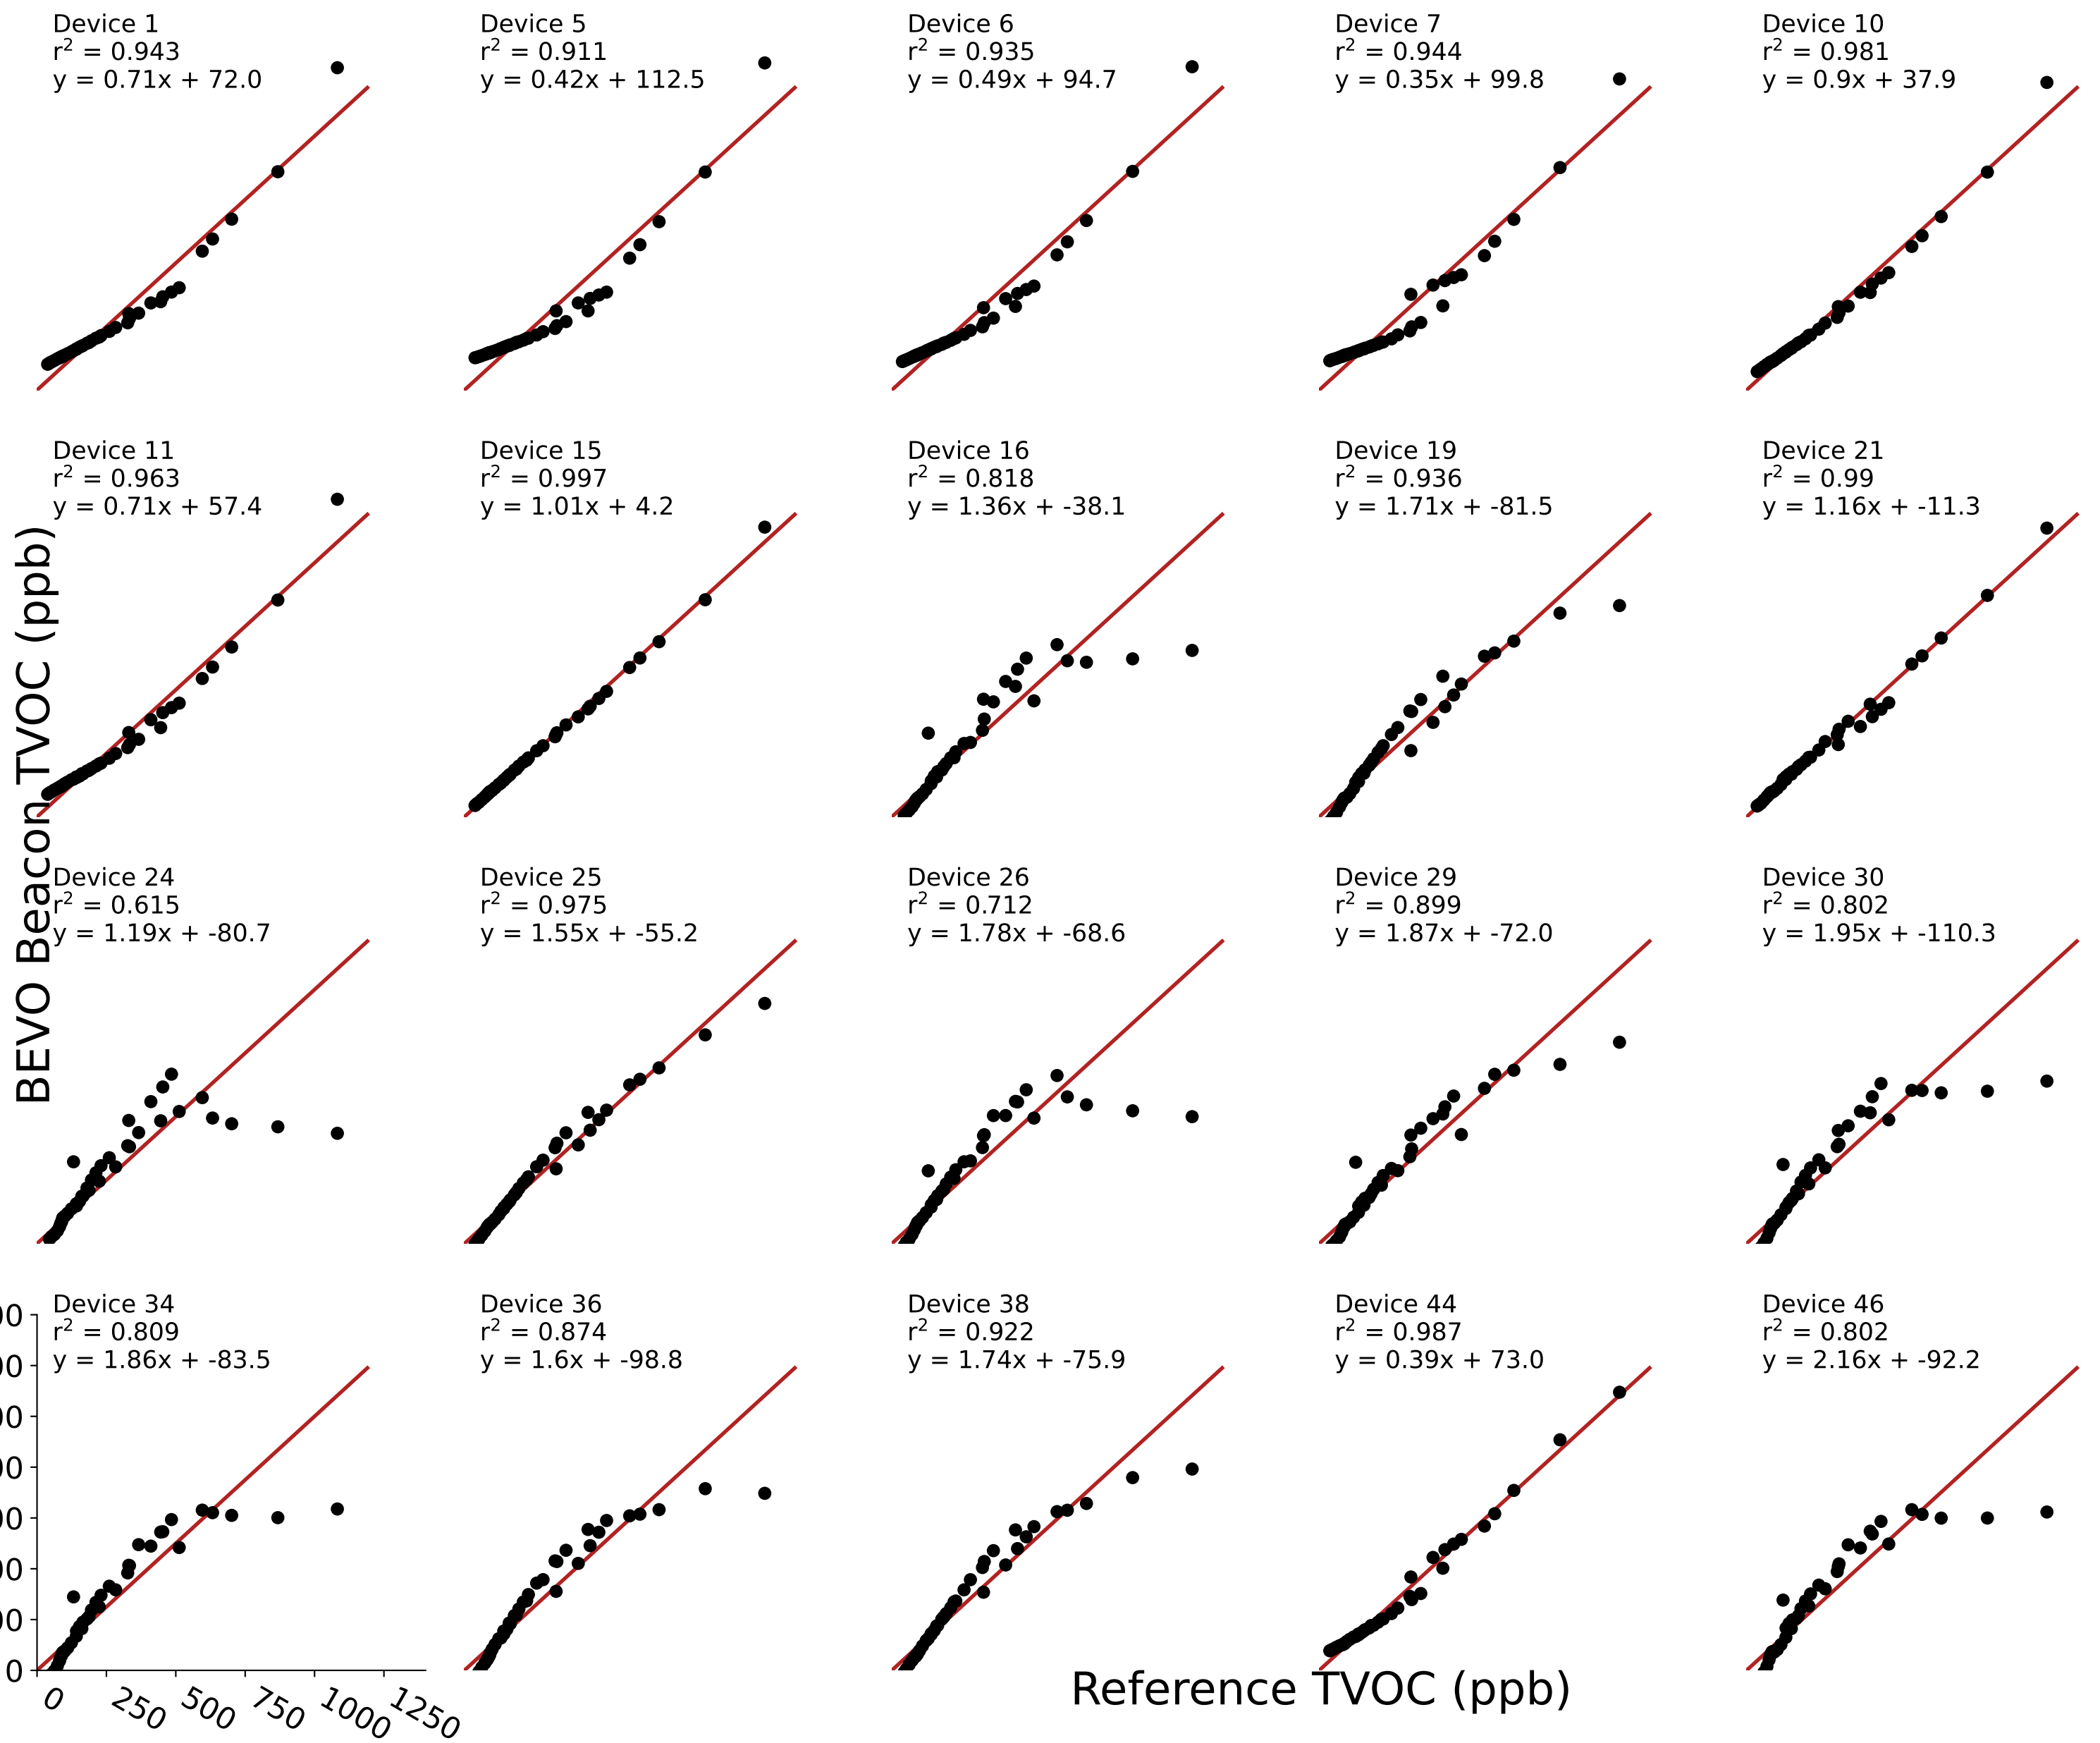 Device 1
r² = 0.943
y = 0.71x + 72.0
Device 5
r² = 0.911
y = 0.42x + 112.5
Device 6
r² = 0.935
y = 0.49x + 94.7
Device 7
r² = 0.944
y = 0.35x + 99.8
Device 10
r² = 0.981
y = 0.9x + 37.9
Device 11
r² = 0.963
y = 0.71x + 57.4
Device 15
r² = 0.997
y = 1.01x + 4.2
Device 16
r² = 0.818
y = 1.36x + -38.1
Device 19
r² = 0.936
y = 1.71x + -81.5
Device 21
r² = 0.99
y = 1.16x + -11.3
BEVO Beacon TVOC (ppb)
Device 24
r² = 0.615
y = 1.19x + -80.7
Device 25
r² = 0.975
y = 1.55x + -55.2
Device 26
r² = 0.712
y = 1.78x + -68.6
Device 29
r² = 0.899
y = 1.87x + -72.0
Device 30
r² = 0.802
y = 1.95x + -110.3
Device 34
r² = 0.809
y = 1.86x + -83.5
Device 36
r² = 0.874
y = 1.6x + -98.8
Device 38
r² = 0.922
y = 1.74x + -75.9
Device 44
r² = 0.987
y = 0.39x + 73.0
Device 46
r² = 0.802
y = 2.16x + -92.2
0
0 250 500 750 1000 1250
Reference TVOC (ppb)